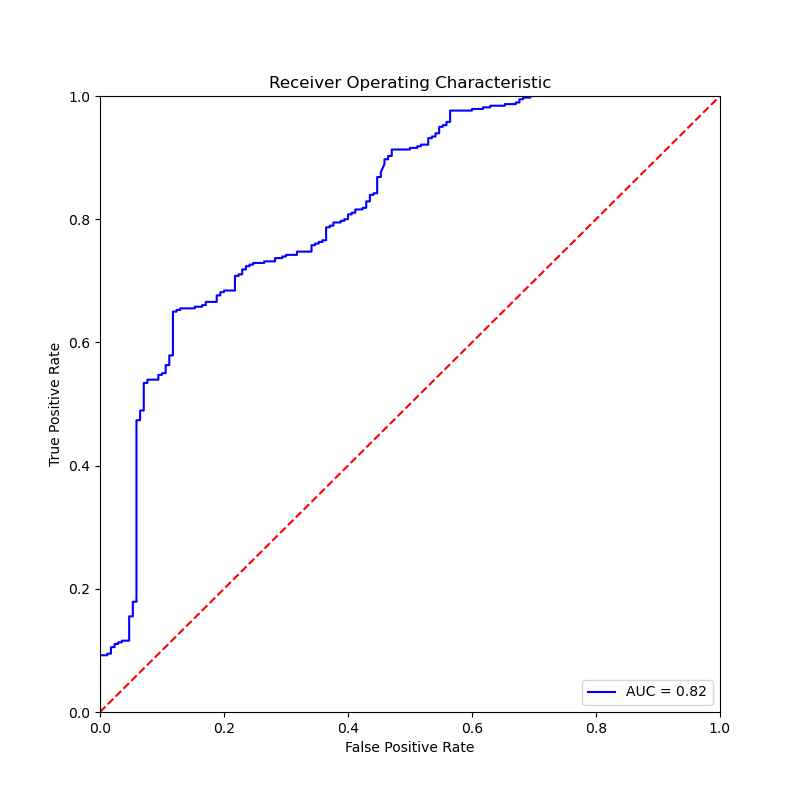 Receiver Operating Characteristic
1.0
0.8
0.6
0.4
0.2
0.0
True Positive Rate
AUC = 0.82
0.0 0.2 0.4 0.6 0.8 1.0
False Positive Rate